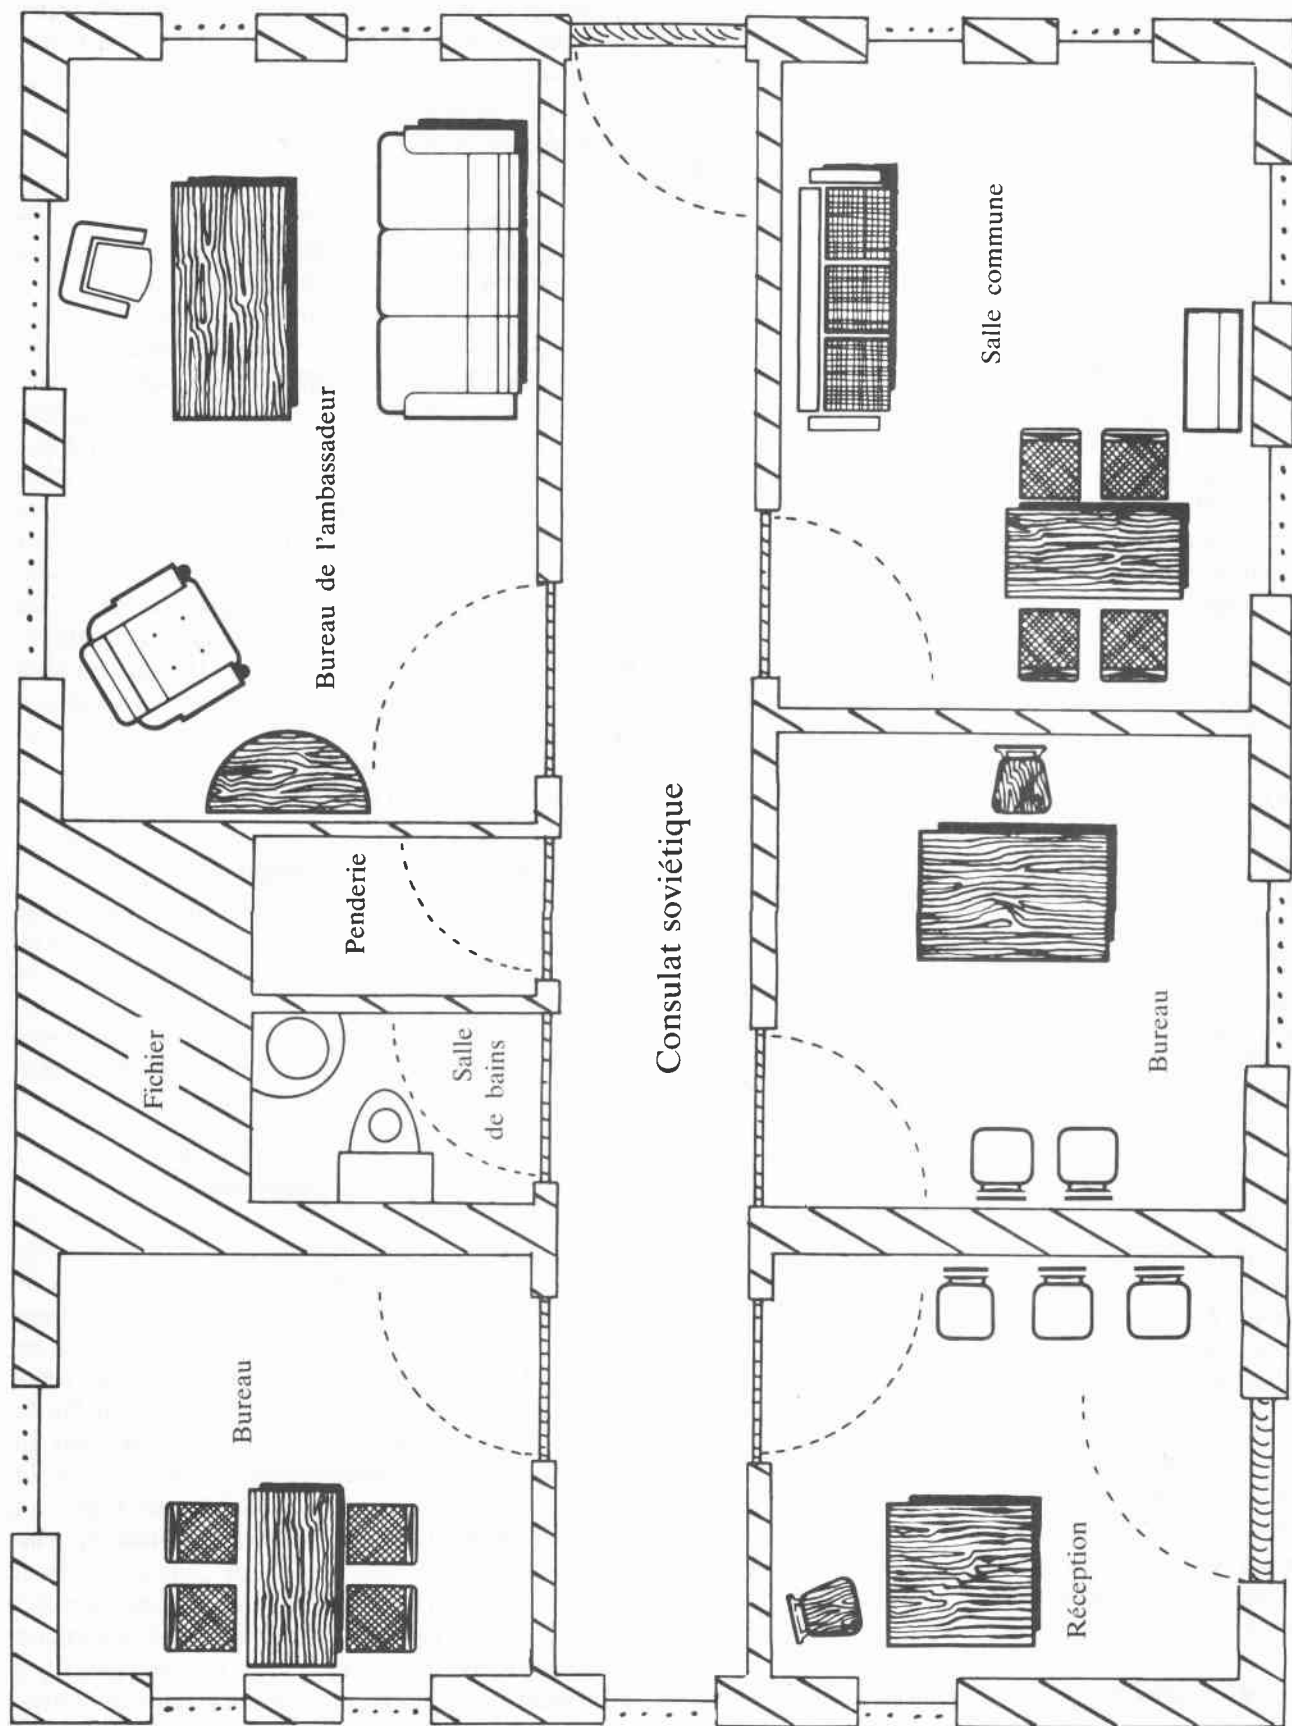 Consulat soviétique
Bureau
Fichier
Salle
de bains
Penderie
Bureau de l'ambassadeur
Réception
Bureau
Salle commune